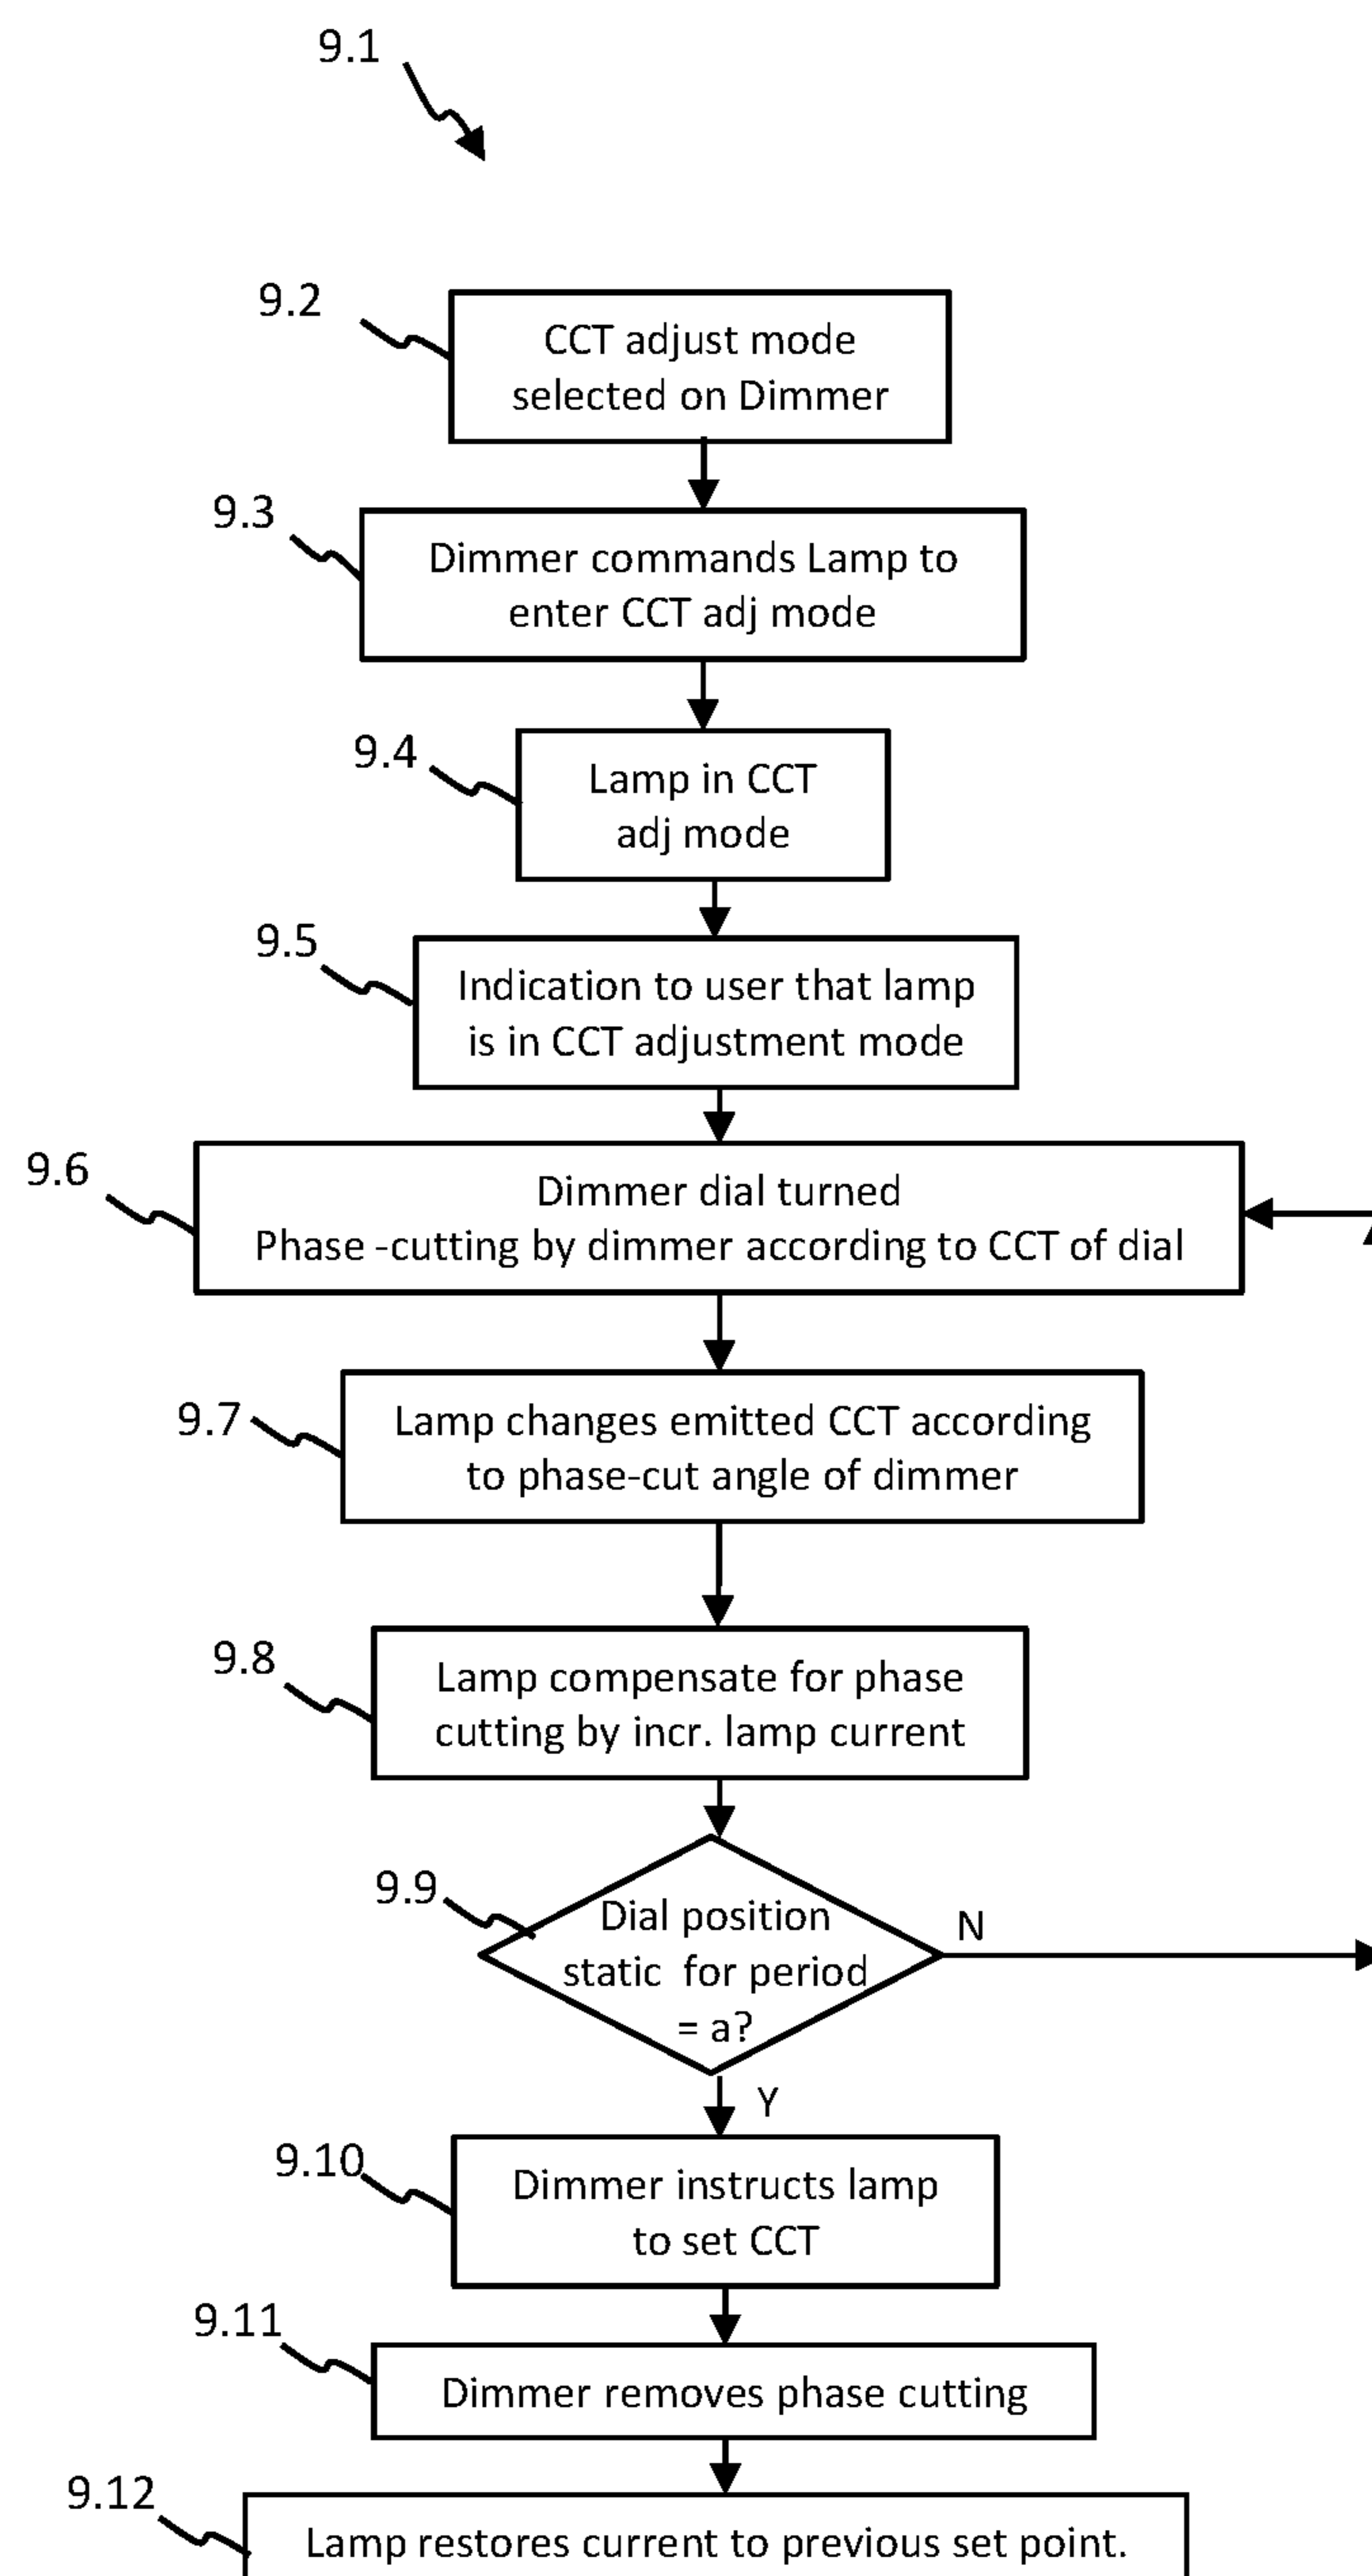 9.1
9.2
CCT adjust mode
selected on Dimmer
9.3
Dimmer commands Lamp to
enter CCT adj mode
9.4
Lamp in CCT
adj mode
9.5
Indication to user that lamp
is in CCT adjustment mode
9.6
Dimmer dial turned
Phase -cutting by dimmer according to CCT of dial
9.7
Lamp changes emitted CCT according
to phase-cut angle of dimmer
9.8
Lamp compensate for phase
cutting by incr. lamp current
9.9
Dial position
static for period
= a?
N
Y
9.10
Dimmer instructs lamp
to set CCT
9.11
Dimmer removes phase cutting
9.12
Lamp restores current to previous set point.